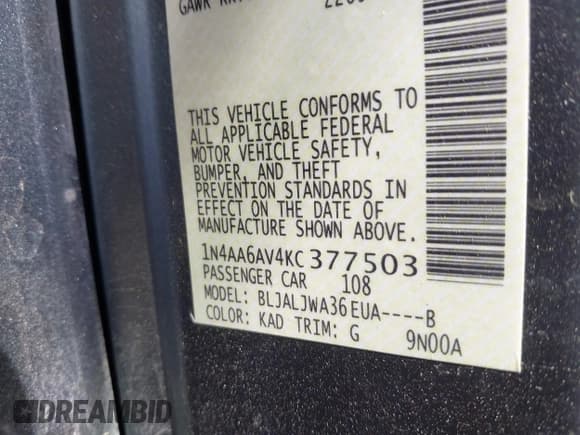 GAWR
THIS VEHICLE CONFORMS TO
ALL APPLICABLE FEDERAL
MOTOR VEHICLE SAFETY,
BUMPER, AND THEFT
PREVENTION STANDARDS IN
EFFECT ON THE DATE OF
MANUFACTURE SHOWN ABOVE.
1N4AA6AV4KC377503
PASSENGER CAR 108
MODEL: BLJALJWA36EUA----B
COLOR: KAD TRIM: G 9N00A
DREAMBID